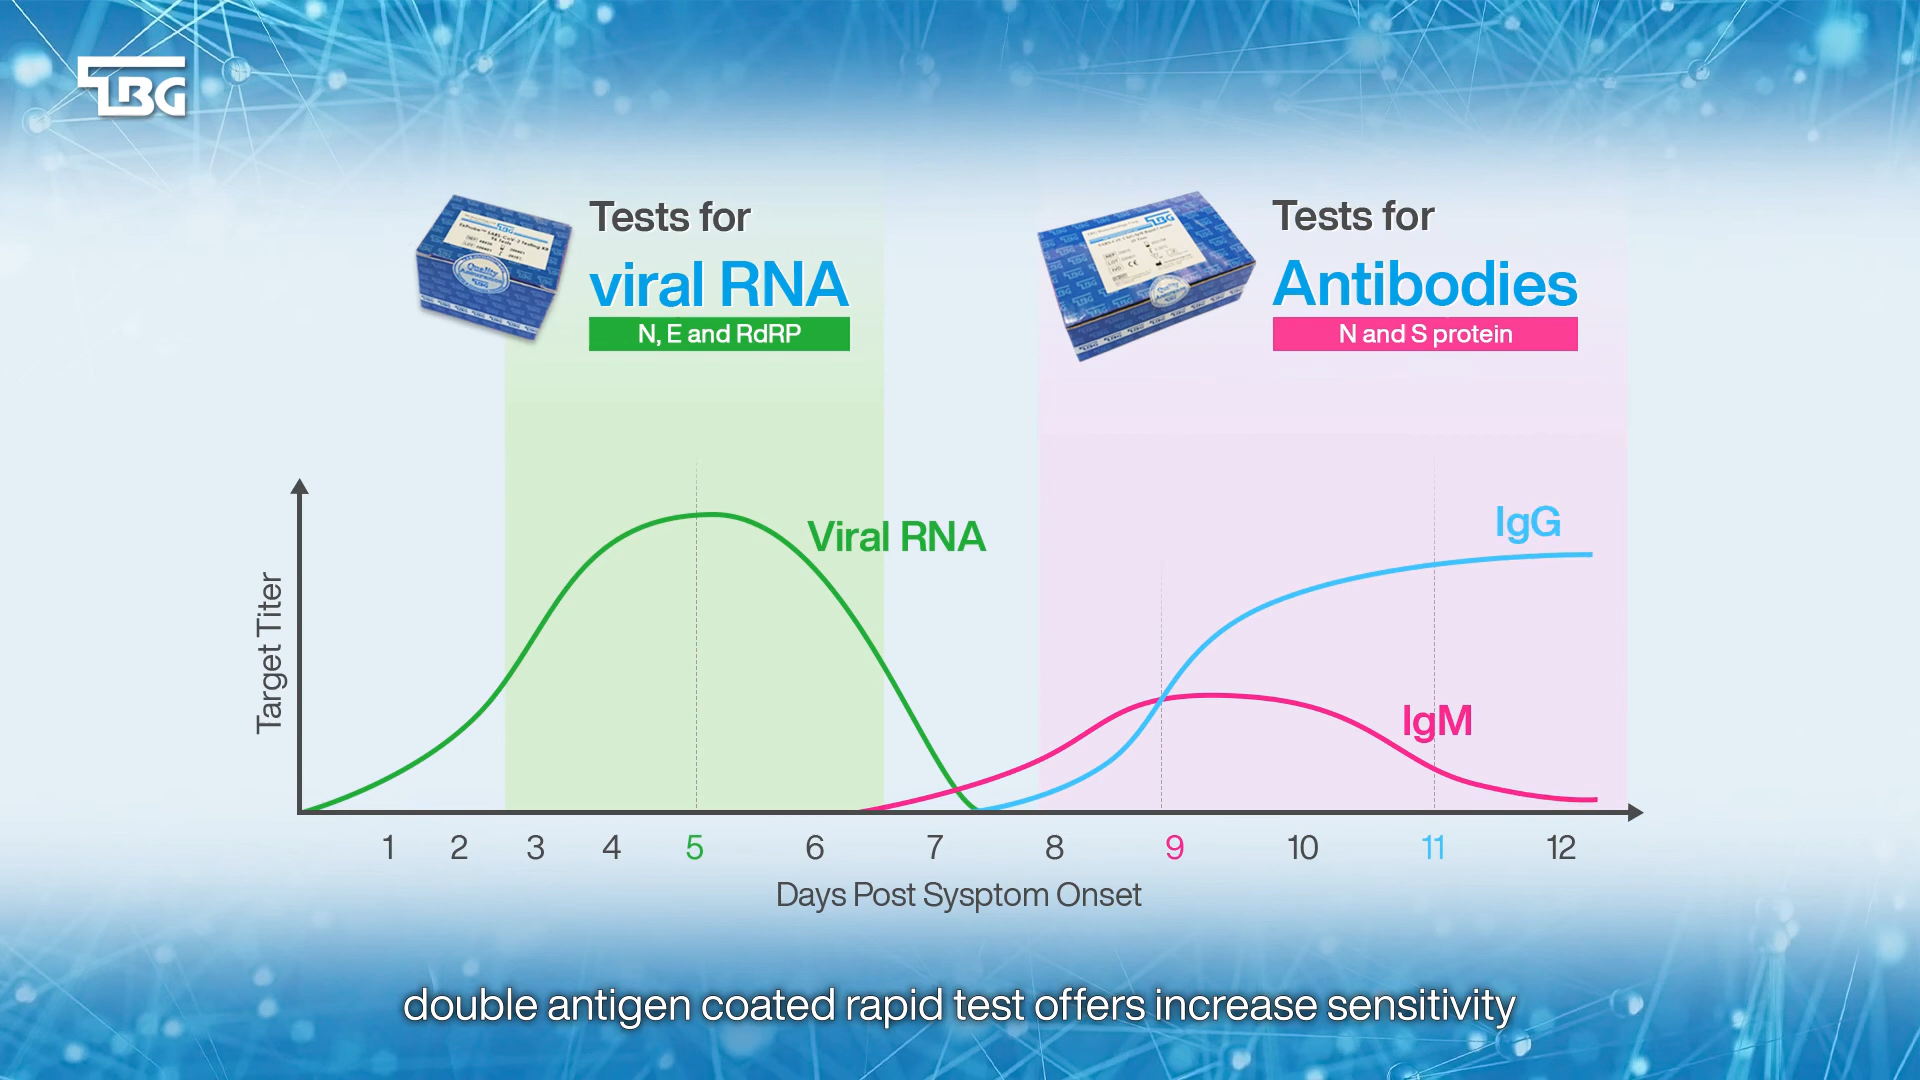 TBG
Tests for
viral RNA
N, E and RdRP
Tests for
Antibodies
N and S protein
Viral RNA
IgG
IgM
Target Titer
1 2 3 4 5 6 7 8 9 10 11 12
Days Post Sysptom Onset
double antigen coated rapid test offers increase sensitivity